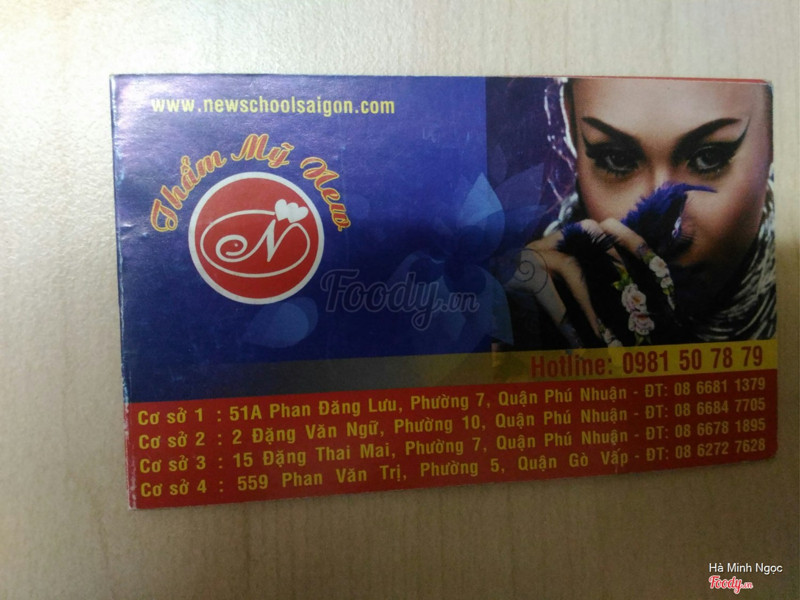 www.newschoolsaigon.com
Thẩm Mỹ New
N
Foody.vn
Hotline: 0981 50 78 79
Cơ sở 1 : 51A Phan Đăng Lưu, Phường 7, Quận Phú Nhuận - ĐT: 08 6681 1379
Cơ sở 2 : 2 Đặng Văn Ngữ, Phường 10, Quận Phú Nhuận - ĐT: 08 6684 7705
Cơ sở 3 : 15 Đặng Thai Mai, Phường 7, Quận Phú Nhuận - ĐT: 08 6678 1895
Cơ sở 4 : 559 Phan Văn Trị, Phường 5, Quận Gò Vấp - ĐT: 08 6272 7628
Hà Minh Ngọc
Foody.vn